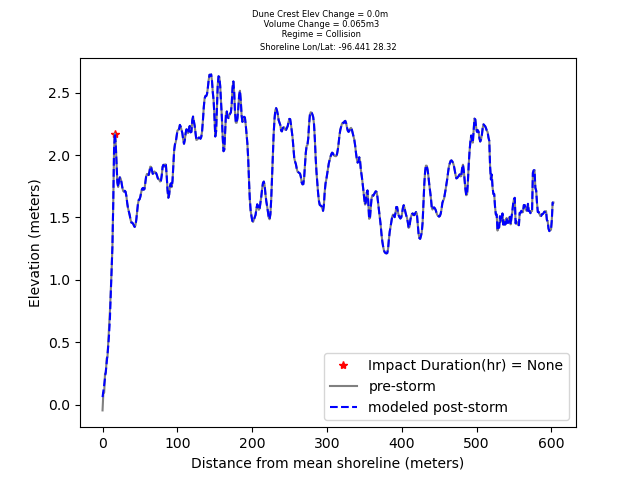 Dune Crest Elev Change = 0.0m
Volume Change = 0.065m3
Regime = Collision
Shoreline Lon/Lat: -96.441 28.32
2.5
2.0
1.5
1.0
0.5
0.0
Elevation (meters)
Impact Duration(hr) = None
pre-storm
modeled post-storm
0 100 200 300 400 500 600
Distance from mean shoreline (meters)